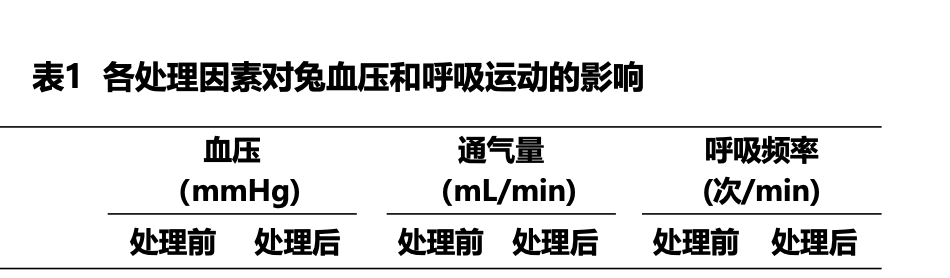 表1 各处理因素对兔血压和呼吸运动的影响
血压 通气量 呼吸频率
(mmHg) (mL/min) (次/min)
处理前 处理后 处理前 处理后 处理前 处理后